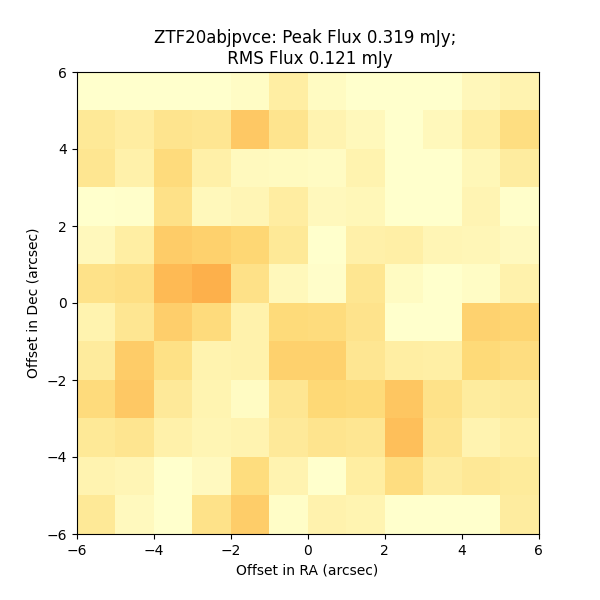 ZTF20abjpvce: Peak Flux 0.319 mJy;
RMS Flux 0.121 mJy
6
4
2
0
−2
−4
−6
Offset in Dec (arcsec)
−6 −4 −2 0 2 4 6
Offset in RA (arcsec)